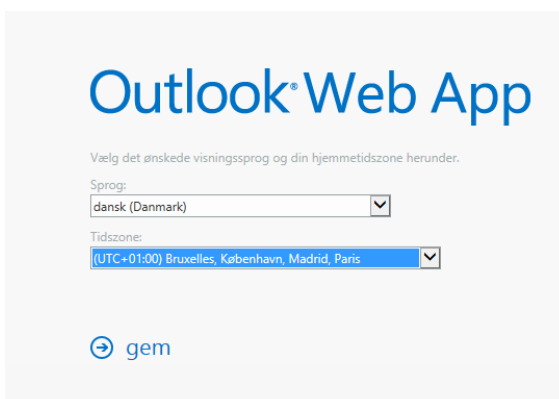 Outlook® Web App
Vælg det ønskede visningssprog og din hjemmetidszone herunder.
Sprog:
dansk (Danmark)
Tidszone:
(UTC+01:00) Bruxelles, København, Madrid, Paris
gem